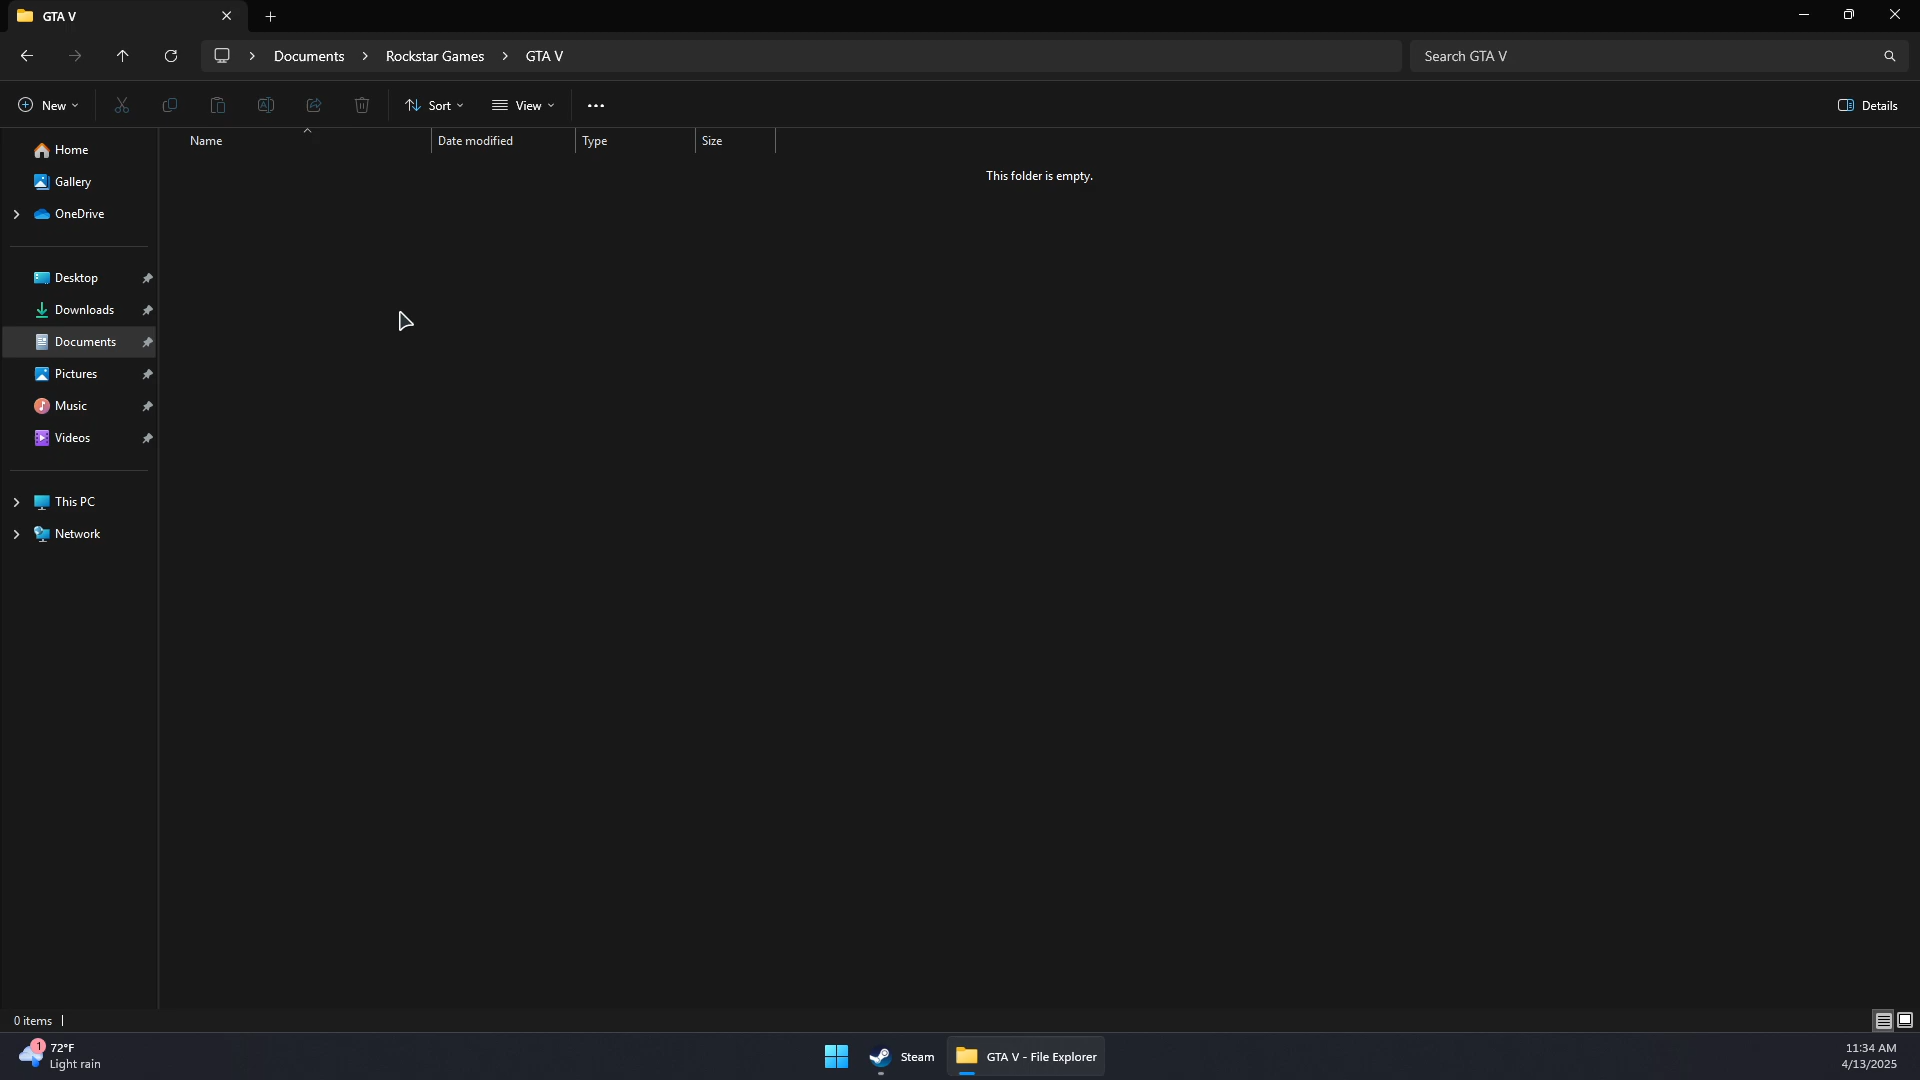 GTA V
Documents > Rockstar Games > GTA V
Search GTA V
New
Sort
View
Details
Name
Date modified
Type
Size
This folder is empty.
Home
Gallery
OneDrive
Desktop
Downloads
Documents
Pictures
Music
Videos
This PC
Network
0 items
1
72°F
Light rain
Steam
GTA V - File Explorer
11:34 AM
4/13/2025